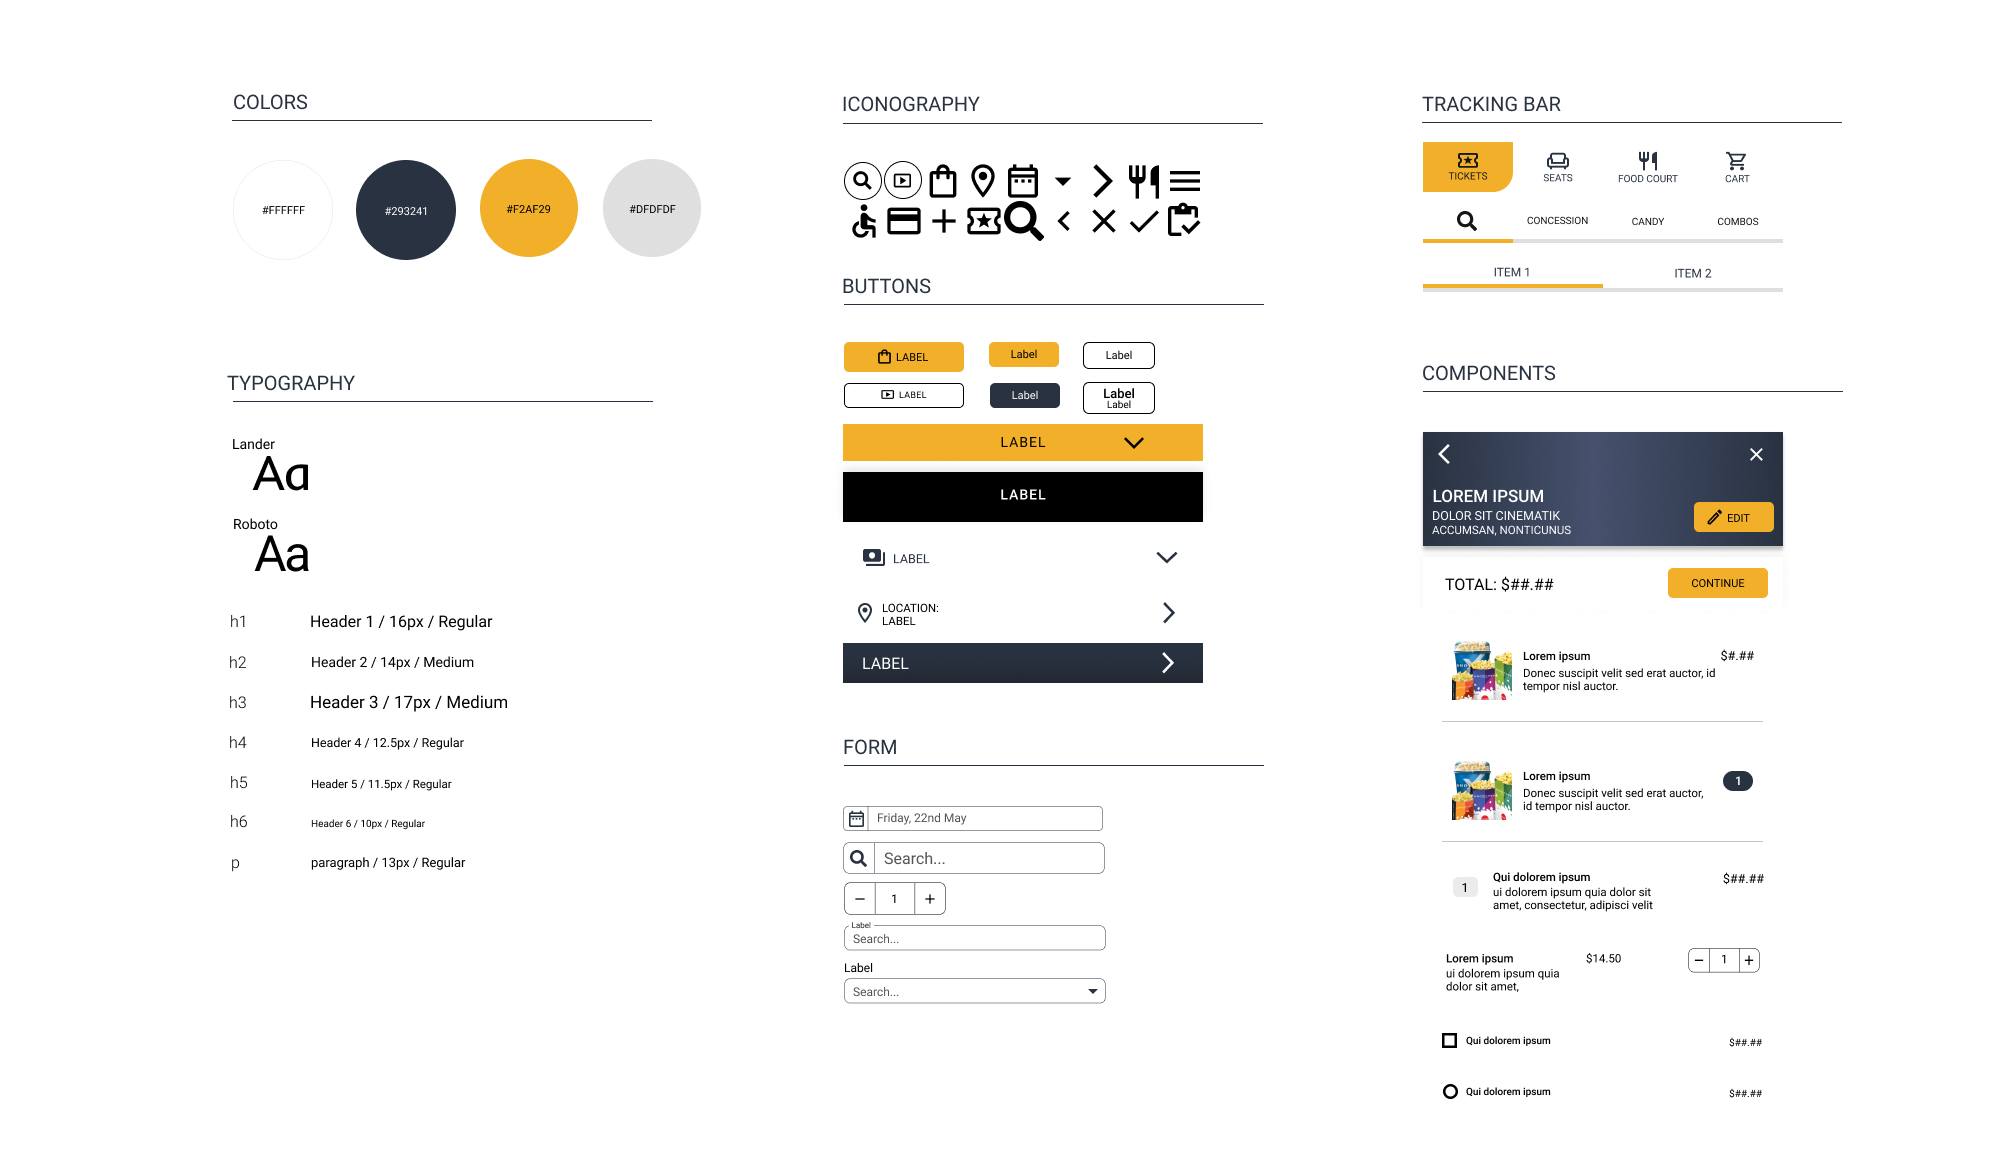 COLORS
#FFFFFF
#293241
#F2AF29
#DFDFDF
TYPOGRAPHY
Lander
Aa
Roboto
Aa
h1 Header 1 / 16px / Regular
h2 Header 2 / 14px / Medium
h3 Header 3 / 17px / Medium
h4 Header 4 / 12.5px / Regular
h5 Header 5 / 11.5px / Regular
h6 Header 6 / 10px / Regular
p paragraph / 13px / Regular
ICONOGRAPHY
BUTTONS
LABEL
Label
Label
LABEL
Label
Label
Label
LABEL
LABEL
LABEL
LOCATION:
LABEL
LABEL
FORM
Friday, 22nd May
Search...
− 1 +
Label
Search...
Label
Search...
TRACKING BAR
TICKETS
SEATS
FOOD COURT
CART
CONCESSION
CANDY
COMBOS
ITEM 1
ITEM 2
COMPONENTS
LOREM IPSUM
DOLOR SIT CINEMATIK
ACCUMSAN, NONTICUNUS
EDIT
TOTAL: $##.##
CONTINUE
Lorem ipsum
$#.##
Donec suscipit velit sed erat auctor, id
tempor nisl auctor.
Lorem ipsum
1
Donec suscipit velit sed erat auctor,
id tempor nisl auctor.
1
Qui dolorem ipsum
$##.##
ui dolorem ipsum quia dolor sit
amet, consectetur, adipisci velit
Lorem ipsum
$14.50
− 1 +
ui dolorem ipsum quia
dolor sit amet,
Qui dolorem ipsum
$##.##
Qui dolorem ipsum
$##.##